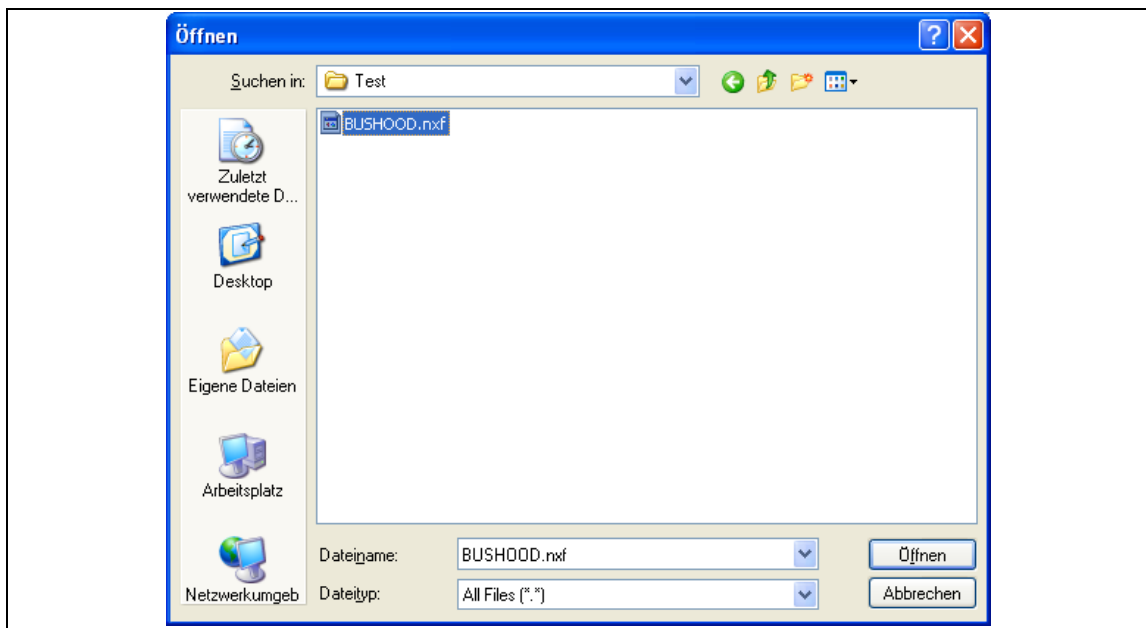 Öffnen
Suchen in: Test
BUSHOOD.nxf
Zuletzt
verwendete D...
Desktop
Eigene Dateien
Arbeitsplatz
Netzwerkumgeb
Dateiname: BUSHOOD.nxf Öffnen
Dateityp: All Files (*.*) Abbrechen